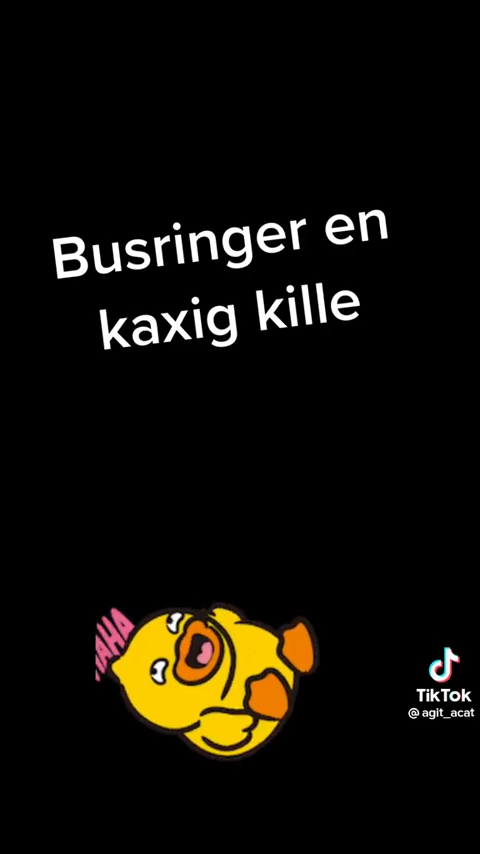 Busringer en
kaxig kille
HAHA
TikTok
@agit_acat